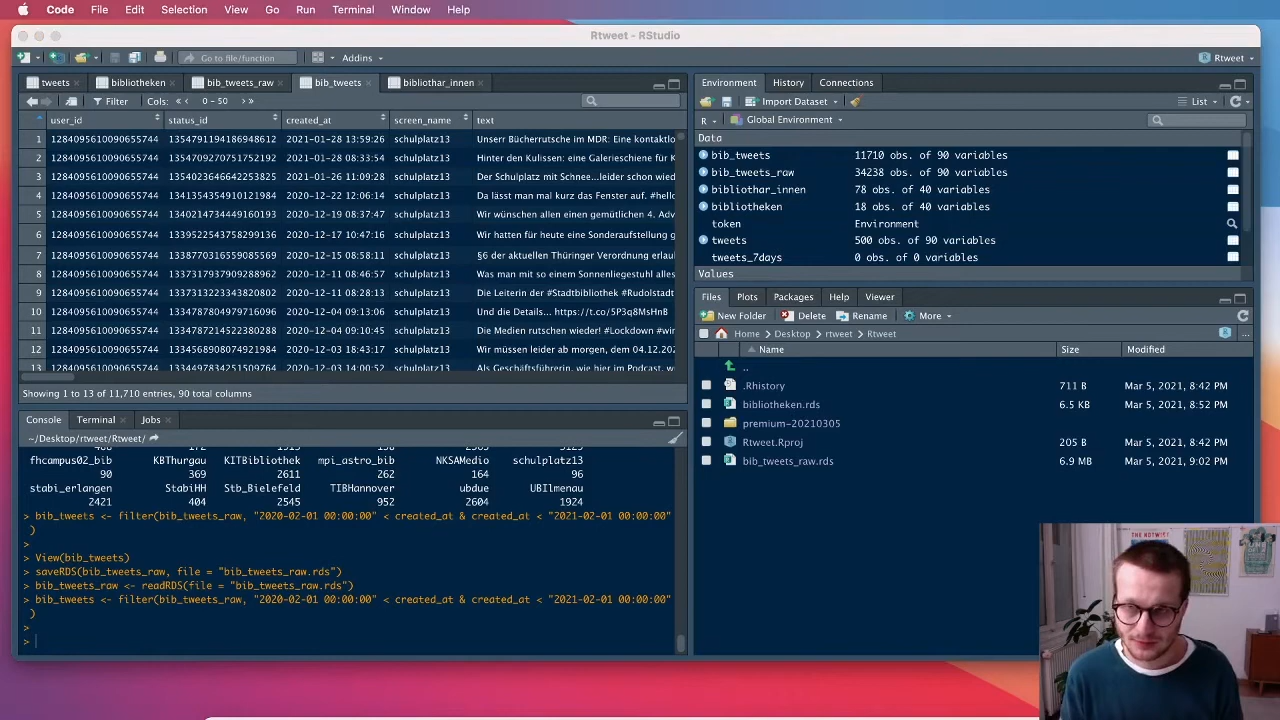 Code File Edit Selection View Go Run Terminal Window Help
Rtweet - RStudio
Go to file/function Addins Rtweet
tweets bibliotheken bib_tweets_raw bib_tweets bibliothar_innen
Filter Cols: 0 - 50
user_id status_id created_at screen_name text
1 1284095610090655744 1354791194186948612 2021-01-28 13:59:26 schulplatz13 Unser Bücherrutsche im MDR: Eine kontaktlo
2 1284095610090655744 1354709270751752192 2021-01-28 08:33:54 schulplatz13 Hinter den Kulissen: eine Galerieschiene für K
3 1284095610090655744 1354023646642253825 2021-01-26 11:09:28 schulplatz13 Der Schulplatz mit Schnee...leider schon wied
4 1284095610090655744 1341354354910121984 2020-12-22 12:06:14 schulplatz13 Da lässt man mal kurz das Fenster auf. #hello
5 1284095610090655744 1340214734449160193 2020-12-19 08:37:47 schulplatz13 Wir wünschen allen einen gemütlichen 4. Adv
6 1284095610090655744 1339522543758299136 2020-12-17 10:47:16 schulplatz13 Wir hatten für heute eine Sonderaufstellung g
7 1284095610090655744 1338770315569569798 2020-12-15 08:58:11 schulplatz13 §6 der aktuellen Thüringer Verordnung erlau
8 1284095610090655744 1337317937909288962 2020-12-11 08:46:57 schulplatz13 Was man mit so einem Sonnenliegestuhl alles
9 1284095610090655744 1337313223343820802 2020-12-11 08:28:13 schulplatz13 Die Leiterin der #Stadtbibliothek #Rudolstadt
10 1284095610090655744 1334787804979716096 2020-12-04 09:13:06 schulplatz13 Und die Details... https://t.co/5P3q8MsHnB
11 1284095610090655744 1334787214522380288 2020-12-04 09:10:45 schulplatz13 Die Medien rutschen wieder! #Lockdown #wir
12 1284095610090655744 1334568908074921984 2020-12-03 18:43:17 schulplatz13 Wir müssen leider ab morgen, dem 04.12.202
13 1284095610090655744 1334497834251509764 2020-12-03 14:00:52 schulplatz13 Als Geschäftsführerin, wie hier im Podcast, w
Showing 1 to 13 of 11,710 entries, 90 total columns
Console Terminal Jobs
~/Desktop/rtweet/Rtweet/
fhcampus02_bib KBThurgau KITBibliothek mpi_astro_bib NKSAMedio schulplatz13
90 369 2611 262 164 96
stabi_erlangen StabiHH Stb_Bielefeld TIBHannover ubdue UBIlmenau
2421 404 2545 952 2604 1924
> bib_tweets <- filter(bib_tweets_raw, "2020-02-01 00:00:00" < created_at & created_at < "2021-02-01 00:00:00"
)
>
> View(bib_tweets)
> saveRDS(bib_tweets_raw, file = "bib_tweets_raw.rds")
> bib_tweets_raw <- readRDS(file = "bib_tweets_raw.rds")
> bib_tweets <- filter(bib_tweets_raw, "2020-02-01 00:00:00" < created_at & created_at < "2021-02-01 00:00:00"
)
>
>
Environment History Connections
Import Dataset List
R Global Environment
Data
bib_tweets 11710 obs. of 90 variables
bib_tweets_raw 34238 obs. of 90 variables
bibliothar_innen 78 obs. of 40 variables
bibliotheken 18 obs. of 40 variables
token Environment
tweets 500 obs. of 90 variables
tweets_7days 0 obs. of 0 variables
Values
Files Plots Packages Help Viewer
New Folder Delete Rename More
Home Desktop rtweet Rtweet
Name Size Modified
..
.Rhistory 711 B Mar 5, 2021, 8:42 PM
bibliotheken.rds 6.5 KB Mar 5, 2021, 8:52 PM
premium-20210305
Rtweet.Rproj 205 B Mar 5, 2021, 8:42 PM
bib_tweets_raw.rds 6.9 MB Mar 5, 2021, 9:02 PM
THE NOTWIST